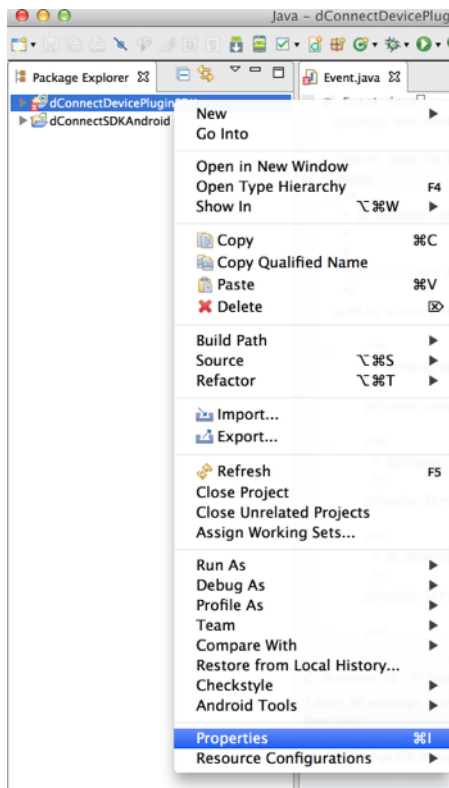 Java – dConnectDevicePlug
Package Explorer
Event.java
dConnectDevicePlugin
dConnectSDKAndroid
New
Go Into
Open in New Window
Open Type Hierarchy F4
Show In ⌥⌘W
Copy ⌘C
Copy Qualified Name
Paste ⌘V
Delete ⌦
Build Path
Source ⌥⌘S
Refactor ⌥⌘T
Import...
Export...
Refresh F5
Close Project
Close Unrelated Projects
Assign Working Sets...
Run As
Debug As
Profile As
Team
Compare With
Restore from Local History...
Checkstyle
Android Tools
Properties ⌘I
Resource Configurations